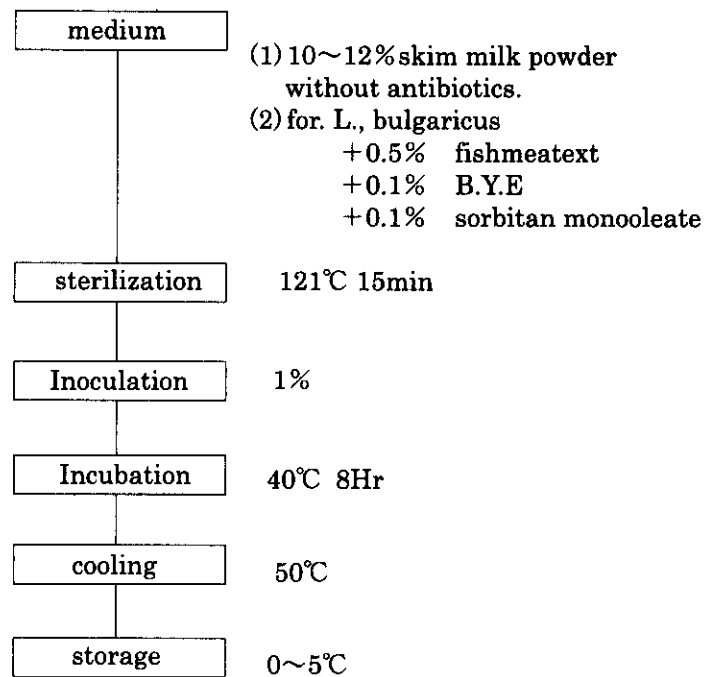 medium
(1) 10~12% skim milk powder
without antibiotics.
(2) for. L., bulgaricus
+0.5% fishmeatext
+0.1% B.Y.E
+0.1% sorbitan monooleate
sterilization 121℃ 15min
Inoculation 1%
Incubation 40℃ 8Hr
cooling 50℃
storage 0~5℃